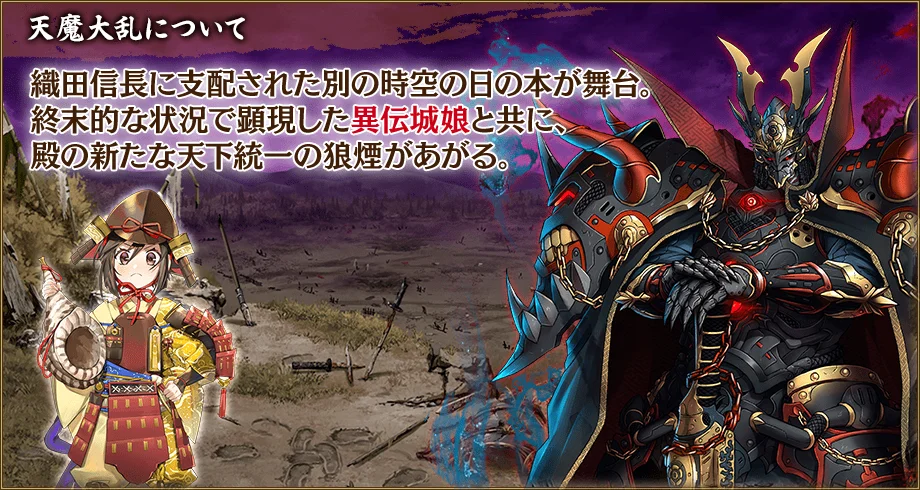 天魔大乱について
織田信長に支配された別の時空の日の本が舞台。
終末的な状況で顕現した異伝城娘と共に、
殿の新たな天下統一の狼煙があがる。